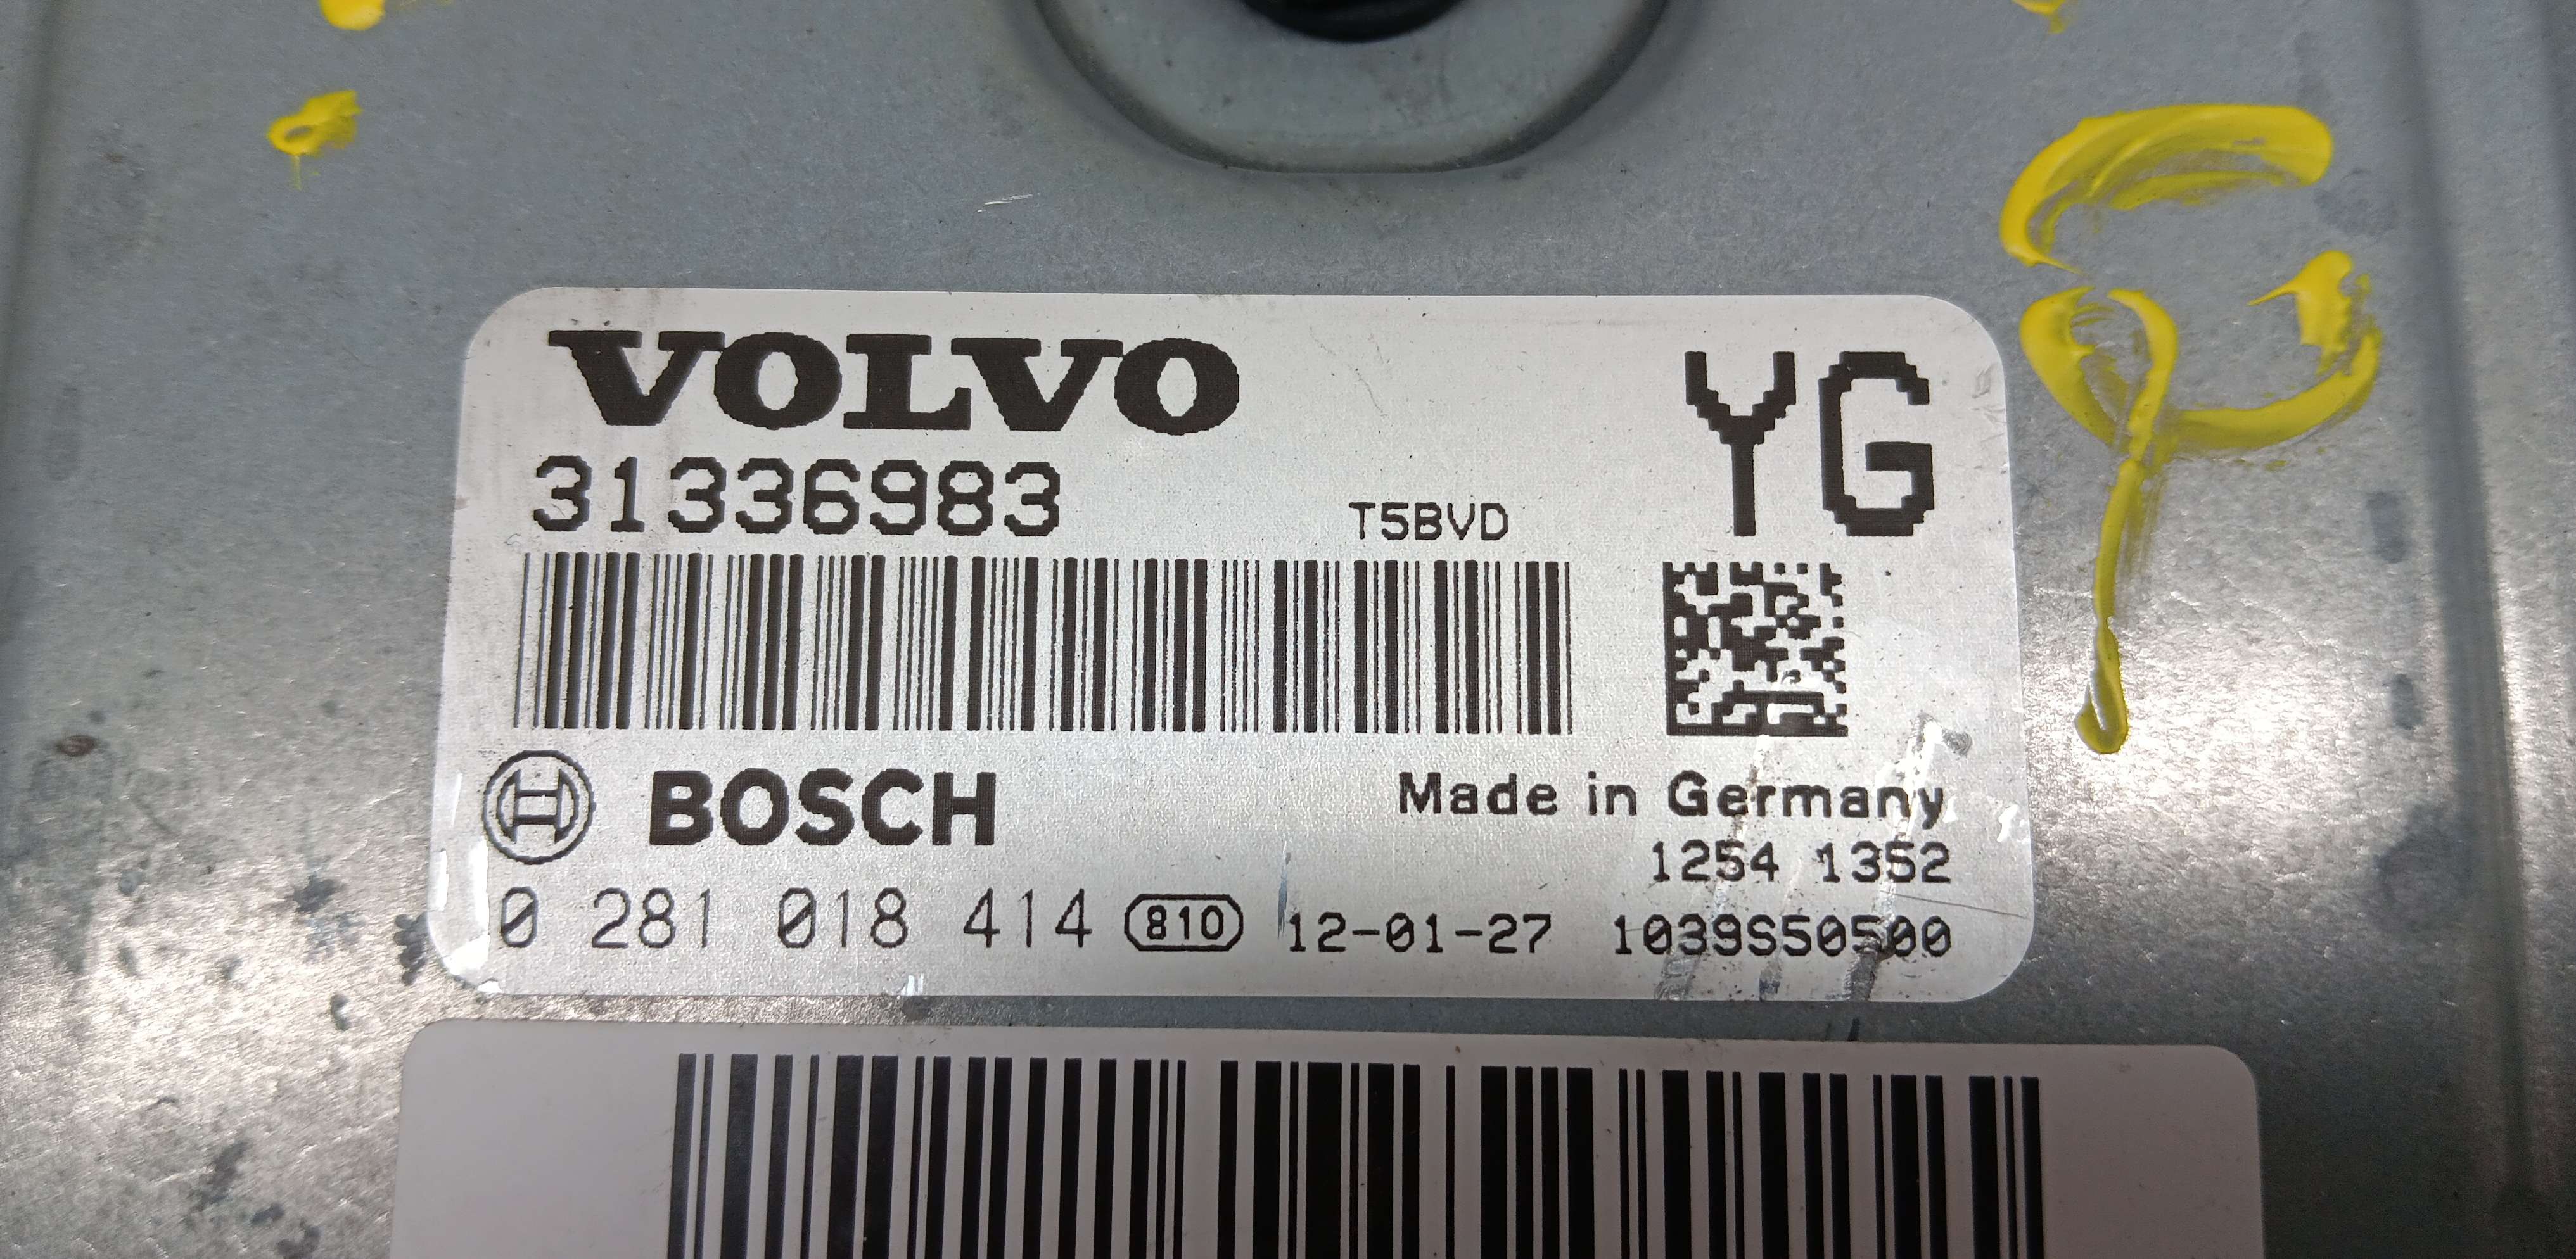 VOLVO
YG
31336983
T5BVD
BOSCH
Made in Germany
1254 1352
0 281 018 414 810 12-01-27 1039S50500